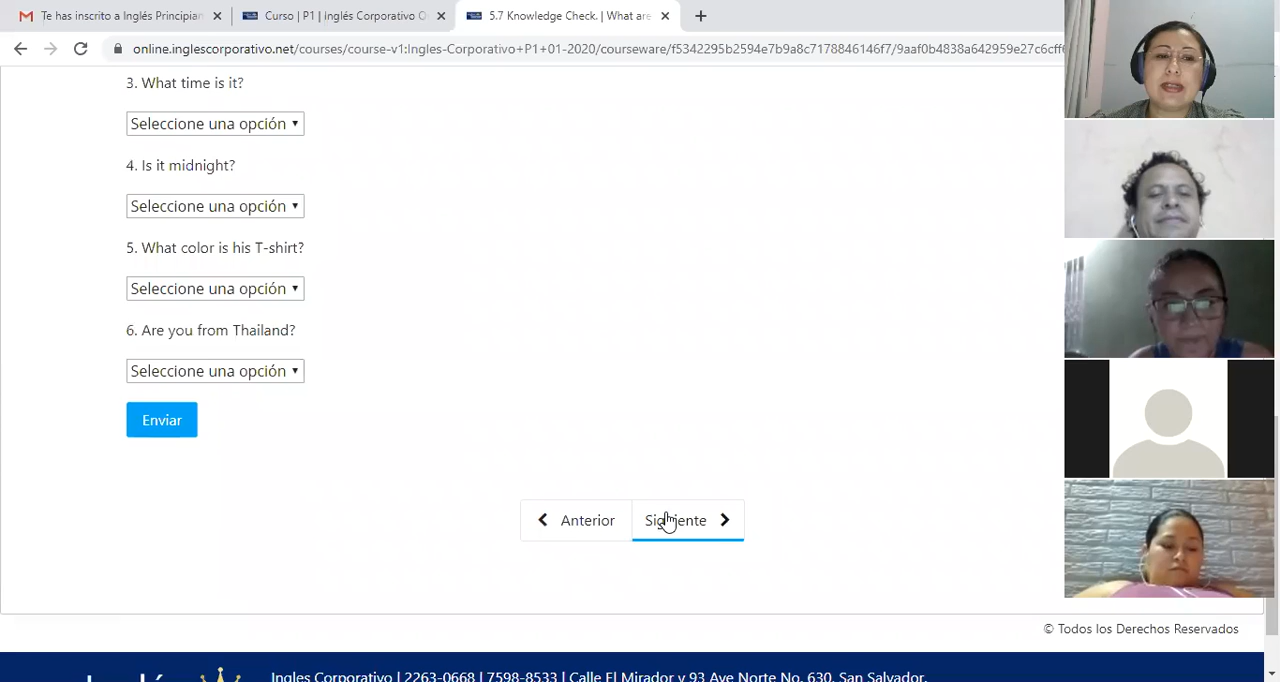 Te has inscrito a Inglés Principian
Curso | P1 | Inglés Corporativo O
5.7 Knowledge Check. | What are
online.inglescorporativo.net/courses/course-v1:Ingles-Corporativo+P1+01-2020/courseware/f5342295b2594e7b9a8c7178846146f7/9aaf0b4838a642959e27c6cff6
3. What time is it?
Seleccione una opción
4. Is it midnight?
Seleccione una opción
5. What color is his T-shirt?
Seleccione una opción
6. Are you from Thailand?
Seleccione una opción
Enviar
Anterior
Siguiente
© Todos los Derechos Reservados
Ingles Corporativo | 2263-0668 | 7598-8533 | Calle El Mirador y 93 Ave Norte No. 630, San Salvador.